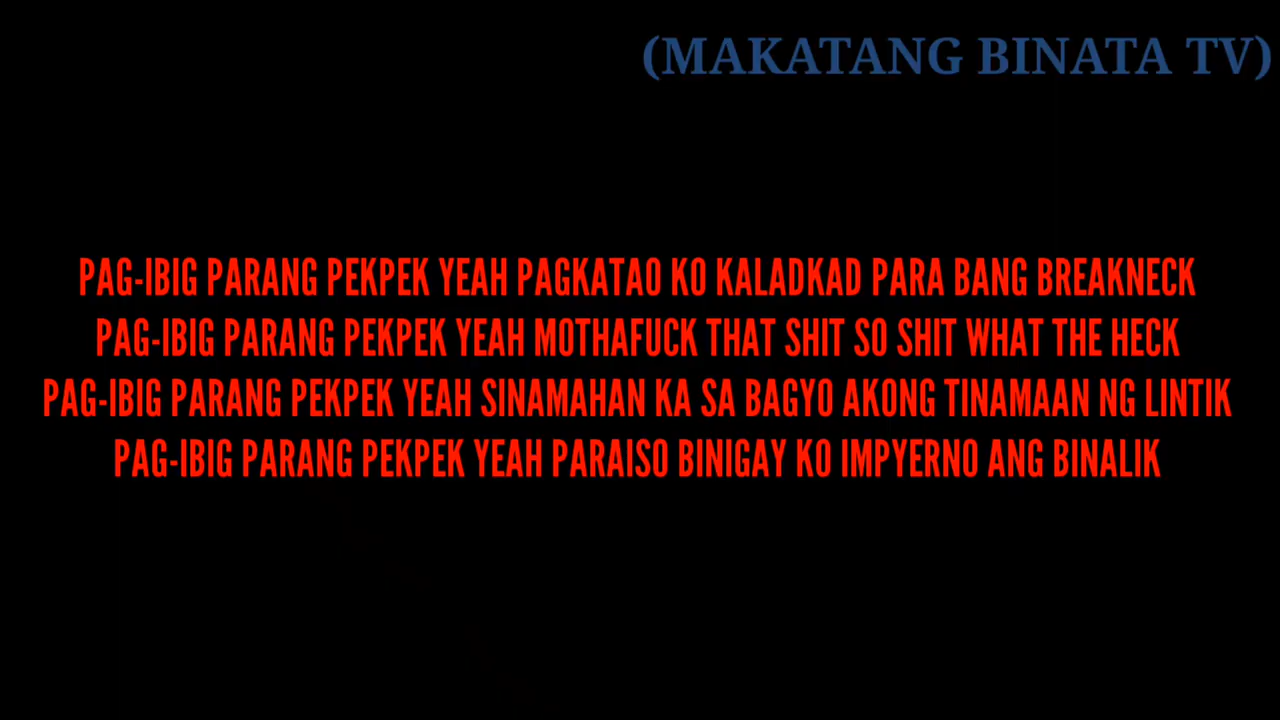 (MAKATANG BINATA TV)
PAG-IBIG PARANG PEKPEK YEAH PAGKATAO KO KALADKAD PARA BANG BREAKNECK
PAG-IBIG PARANG PEKPEK YEAH MOTHAFUCK THAT SHIT SO SHIT WHAT THE HECK
PAG-IBIG PARANG PEKPEK YEAH SINAMAHAN KA SA BAGYO AKONG TINAMAAN NG LINTIK
PAG-IBIG PARANG PEKPEK YEAH PARAISO BINIGAY KO IMPYERNO ANG BINALIK